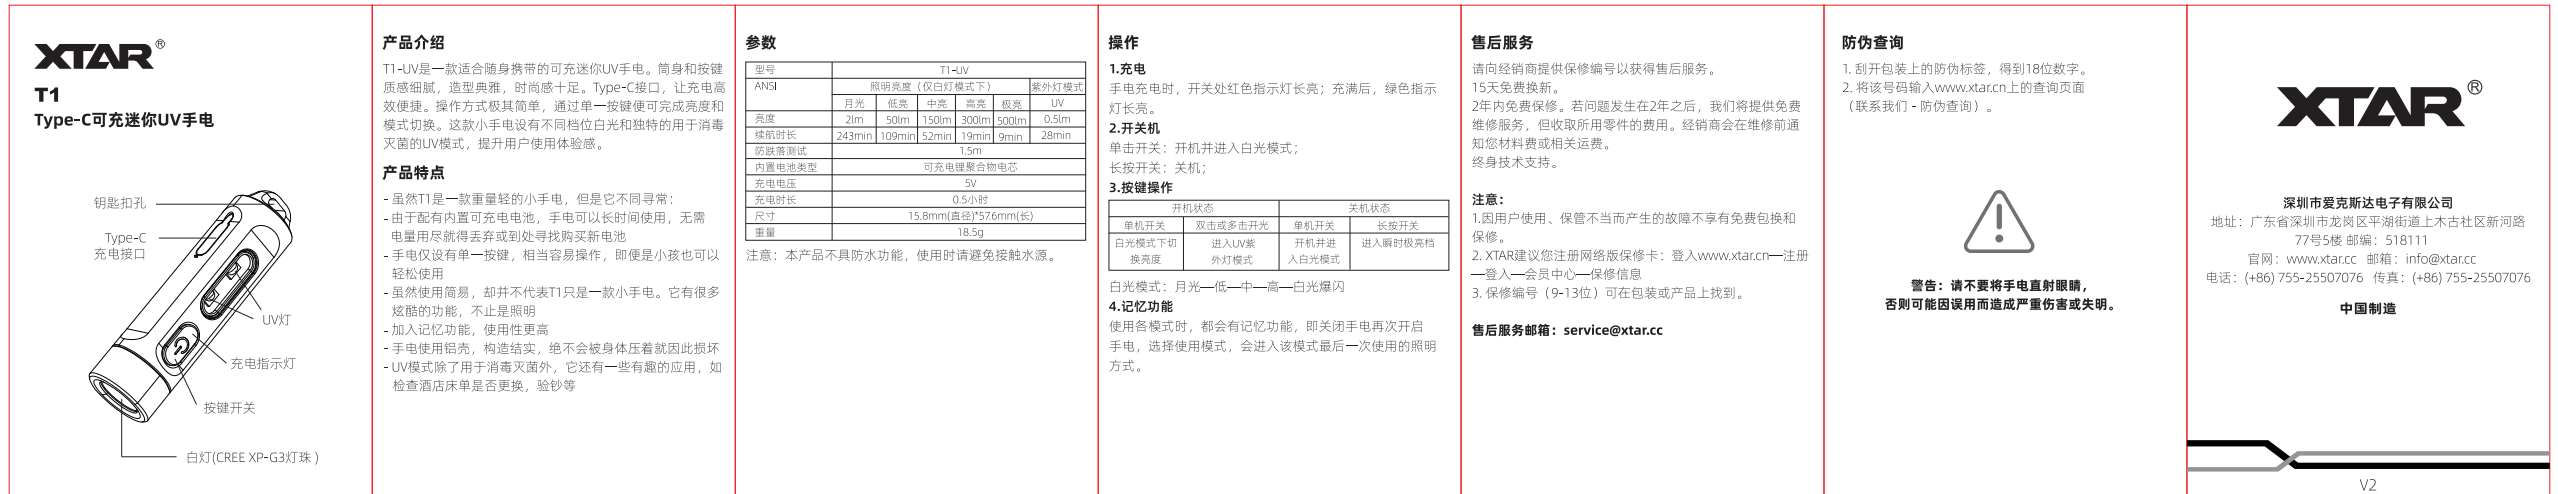 XTAR®
T1
Type-C可充迷你UV手电
钥匙扣孔
Type-C
充电接口
UV灯
充电指示灯
按键开关
白灯(CREE XP-G3灯珠 )
产品介绍
T1-UV是一款适合随身携带的可充迷你UV手电。筒身和按键
质感细腻，造型典雅，时尚感十足。Type-C接口，让充电高
效便捷。操作方式极其简单，通过单一按键便可完成亮度和
模式切换。这款小手电设有不同档位白光和独特的用于消毒
灭菌的UV模式，提升用户使用体验感。
产品特点
- 虽然T1是一款重量轻的小手电，但是它不同寻常：
- 由于配有内置可充电电池，手电可以长时间使用，无需
电量用尽就得丢弃或到处寻找购买新电池
- 手电仅设有单一按键，相当容易操作，即便是小孩也可以
轻松使用
- 虽然使用简易，却并不代表T1只是一款小手电。它有很多
炫酷的功能，不止是照明
- 加入记忆功能，使用性更高
- 手电使用铝壳，构造结实，绝不会被身体压着就因此损坏
- UV模式除了用于消毒灭菌外，它还有一些有趣的应用，如
检查酒店床单是否更换，验钞等
参数
型号 T1-UV
ANSI 照明亮度（仅白灯模式下） 紫外灯模式
月光 低亮 中亮 高亮 极亮 UV
亮度 2lm 50lm 150lm 300lm 500lm 0.5lm
续航时长 243min 109min 52min 19min 9min 28min
防跌落测试 1.5m
内置电池类型 可充电锂聚合物电芯
充电电压 5V
充电时长 0.5小时
尺寸 15.8mm(直径)*57.6mm(长)
重量 18.5g
注意：本产品不具防水功能，使用时请避免接触水源。
操作
1.充电
手电充电时，开关处红色指示灯长亮；充满后，绿色指示
灯长亮。
2.开关机
单击开关：开机并进入白光模式；
长按开关：关机；
3.按键操作
开机状态 关机状态
单机开关 双击或多击开光 单机开关 长按开关
白光模式下切 进入UV紫 开机并进 进入瞬时极亮档
换亮度 外灯模式 入白光模式
白光模式：月光—低—中—高—白光爆闪
4.记忆功能
使用各模式时，都会有记忆功能，即关闭手电再次开启
手电，选择使用模式，会进入该模式最后一次使用的照明
方式。
售后服务
请向经销商提供保修编号以获得售后服务。
15天免费换新。
2年内免费保修。若问题发生在2年之后，我们将提供免费
维修服务，但收取所用零件的费用。经销商会在维修前通
知您材料费或相关运费。
终身技术支持。
注意：
1.因用户使用、保管不当而产生的故障不享有免费包换和
保修。
2. XTAR建议您注册网络版保修卡：登入www.xtar.cn—注册
—登入—会员中心—保修信息
3. 保修编号（9-13位）可在包装或产品上找到。
售后服务邮箱：service@xtar.cc
防伪查询
1. 刮开包装上的防伪标签，得到18位数字。
2. 将该号码输入www.xtar.cn上的查询页面
（联系我们 - 防伪查询）。
警告：请不要将手电直射眼睛，
否则可能因误用而造成严重伤害或失明。
XTAR®
深圳市爱克斯达电子有限公司
地址：广东省深圳市龙岗区平湖街道上木古社区新河路
77号5楼 邮编：518111
官网：www.xtar.cc 邮箱：info@xtar.cc
电话：(+86) 755-25507076 传真：(+86) 755-25507076
中国制造
V2